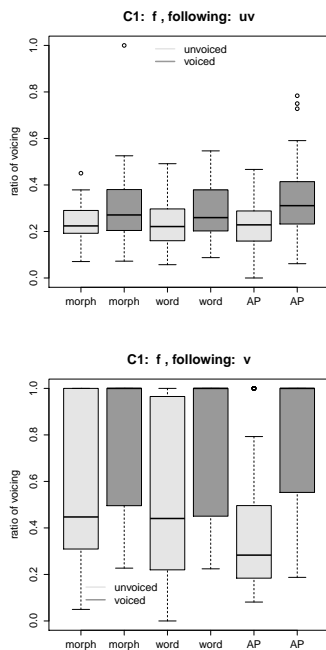 C1: f , following: uv
unvoiced
voiced
ratio of voicing
1.0
0.8
0.6
0.4
0.2
0.0
morph morph word word AP AP
C1: f , following: v
ratio of voicing
1.0
0.8
0.6
0.4
0.2
0.0
unvoiced
voiced
morph morph word word AP AP